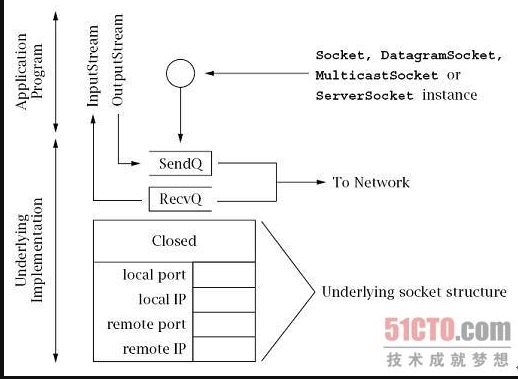 Application
Program
InputStream
OutputStream
Socket, DatagramSocket,
MulticastSocket or
ServerSocket instance
SendQ
RecvQ
To Network
Underlying
Implementation
Closed
local port
local IP
remote port
remote IP
Underlying socket structure
51CTO.com
技术成就梦想